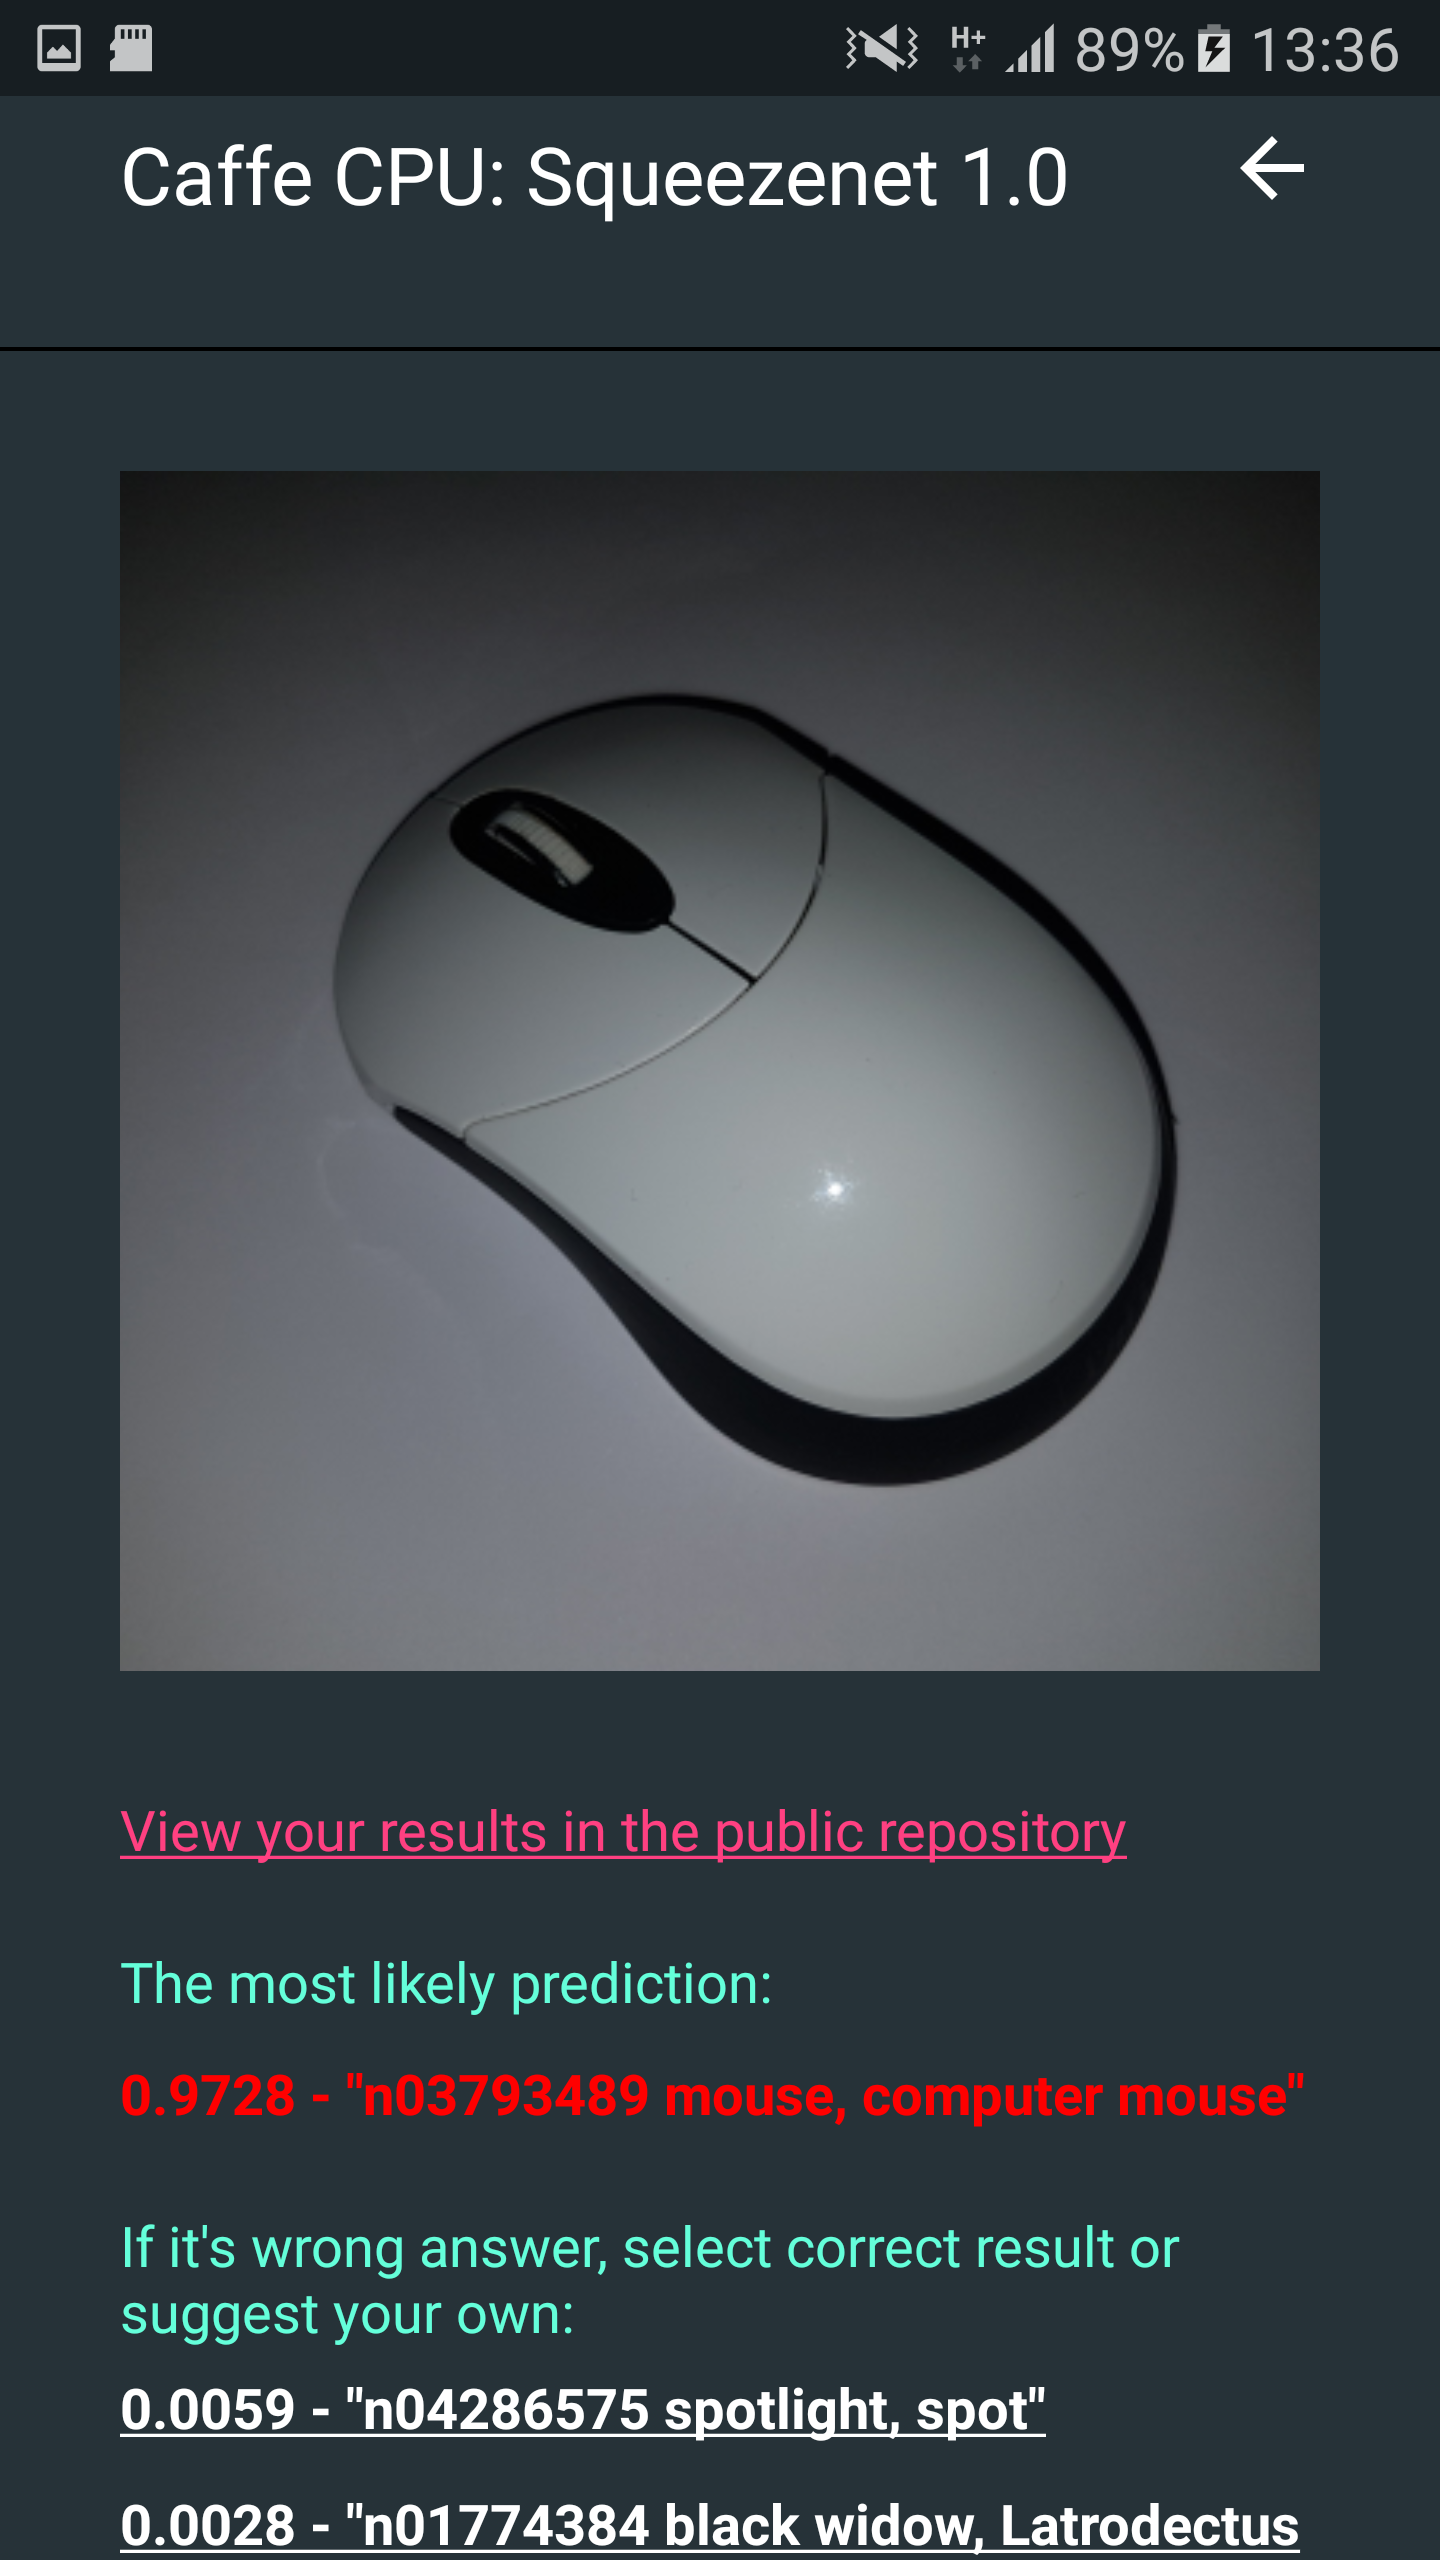 H+ 89% 13:36
Caffe CPU: Squeezenet 1.0
View your results in the public repository
The most likely prediction:
0.9728 - "n03793489 mouse, computer mouse"
If it's wrong answer, select correct result or
suggest your own:
0.0059 - "n04286575 spotlight, spot"
0.0028 - "n01774384 black widow, Latrodectus